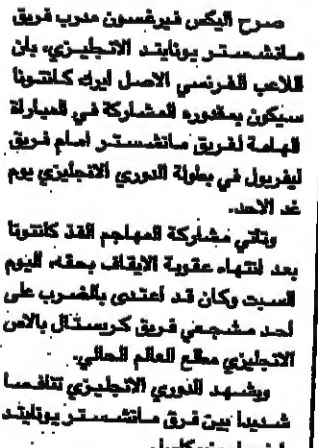 صرح اليكس فيرغسون مدرب فريق
مانشستر يونايتد الانجليزي، بان
اللاعب الفرنسي الاصل ايرك كانتونا
سيكون بمقدوره المشاركة في المباراة
الهامة لفريق مانشستر امام فريق
ليفربول في بطولة الدوري الانجليزي يوم
غد الاحد.
وتأتي مشاركة المهاجم الفذ كانتونا
بعد انتهاء عقوبة الايقاف بحقه، اليوم
السبت وكان قد اعتدى بالضرب على
احد مشجعي فريق كريستال بالاس
الانجليزي مطلع العام الحالي.
ويشهد الدوري الانجليزي تنافسا
شديدا بين فرق مانشستر يونايتد